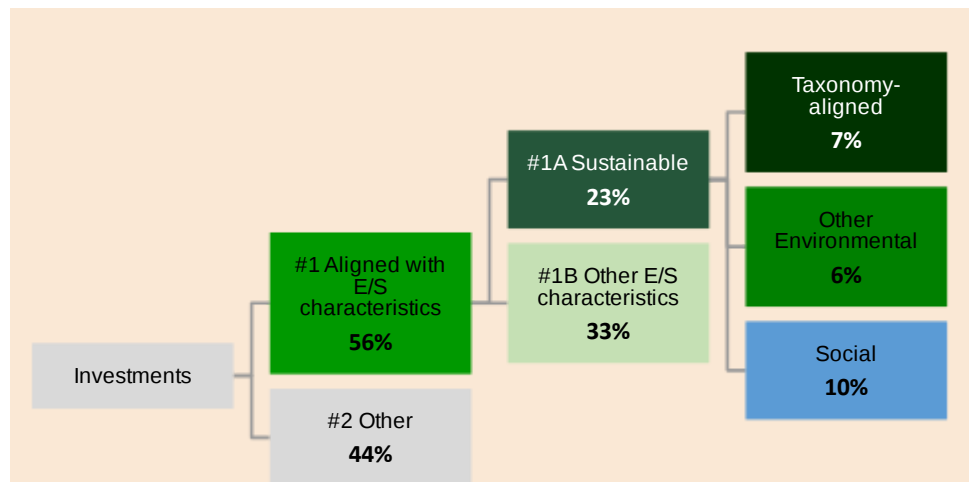 Investments
#1 Aligned with
E/S
characteristics
56%
#2 Other
44%
#1A Sustainable
23%
#1B Other E/S
characteristics
33%
Taxonomy-
aligned
7%
Other
Environmental
6%
Social
10%